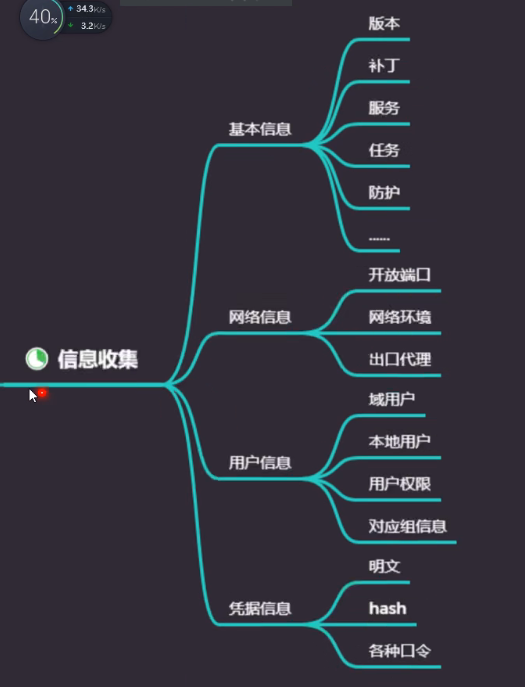 40%
34.3K/s
3.2K/s
信息收集
基本信息
版本
补丁
服务
任务
防护
......
网络信息
开放端口
网络环境
出口代理
用户信息
域用户
本地用户
用户权限
对应组信息
凭据信息
明文
hash
各种口令